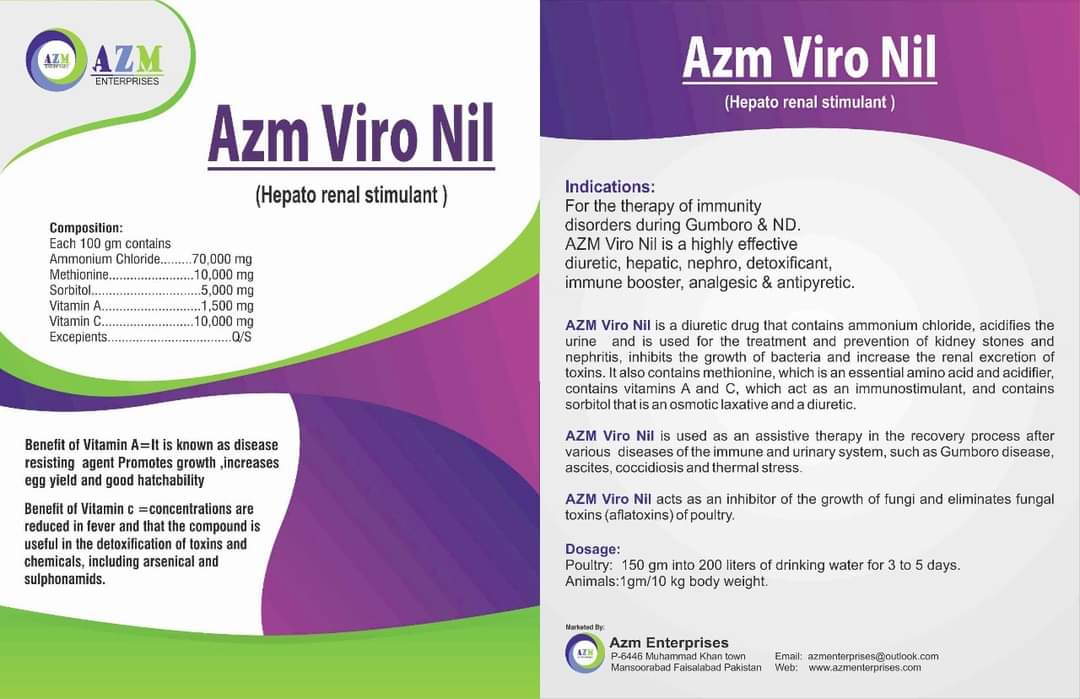 AZM
ENTERPRISES
AZM
ENTERPRISES
Azm Viro Nil
(Hepato renal stimulant )
Composition:
Each 100 gm contains
Ammonium Chloride.........70,000 mg
Methionine........................10,000 mg
Sorbitol...............................5,000 mg
Vitamin A............................1,500 mg
Vitamin C..........................10,000 mg
Excepients..................................Q/S
Benefit of Vitamin A=It is known as disease
resisting agent Promotes growth ,increases
egg yield and good hatchability
Benefit of Vitamin c =concentrations are
reduced in fever and that the compound is
useful in the detoxification of toxins and
chemicals, including arsenical and
sulphonamids.
Azm Viro Nil
(Hepato renal stimulant )
Indications:
For the therapy of immunity
disorders during Gumboro & ND.
AZM Viro Nil is a highly effective
diuretic, hepatic, nephro, detoxificant,
immune booster, analgesic & antipyretic.
AZM Viro Nil is a diuretic drug that contains ammonium chloride, acidifies the
urine and is used for the treatment and prevention of kidney stones and
nephritis, inhibits the growth of bacteria and increase the renal excretion of
toxins. It also contains methionine, which is an essential amino acid and acidifier,
contains vitamins A and C, which act as an immunostimulant, and contains
sorbitol that is an osmotic laxative and a diuretic.
AZM Viro Nil is used as an assistive therapy in the recovery process after
various diseases of the immune and urinary system, such as Gumboro disease,
ascites, coccidiosis and thermal stress.
AZM Viro Nil acts as an inhibitor of the growth of fungi and eliminates fungal
toxins (aflatoxins) of poultry.
Dosage:
Poultry: 150 gm into 200 liters of drinking water for 3 to 5 days.
Animals:1gm/10 kg body weight.
Marketed By:
AZM
Azm Enterprises
P-6446 Muhammad Khan town
Mansoorabad Faisalabad Pakistan
Email: azmenterprises@outlook.com
Web: www.azmenterprises.com